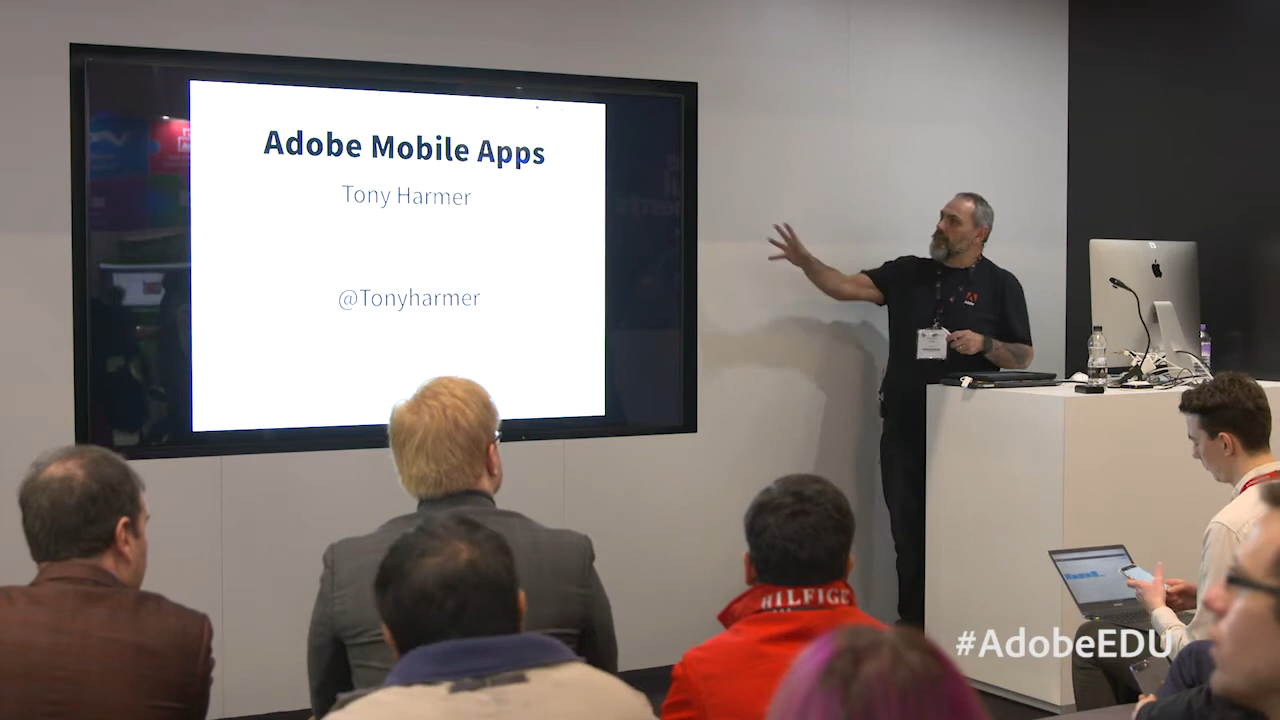 Adobe Mobile Apps
Tony Harmer
@Tonyharmer
HILFIGE
#AdobeEDU